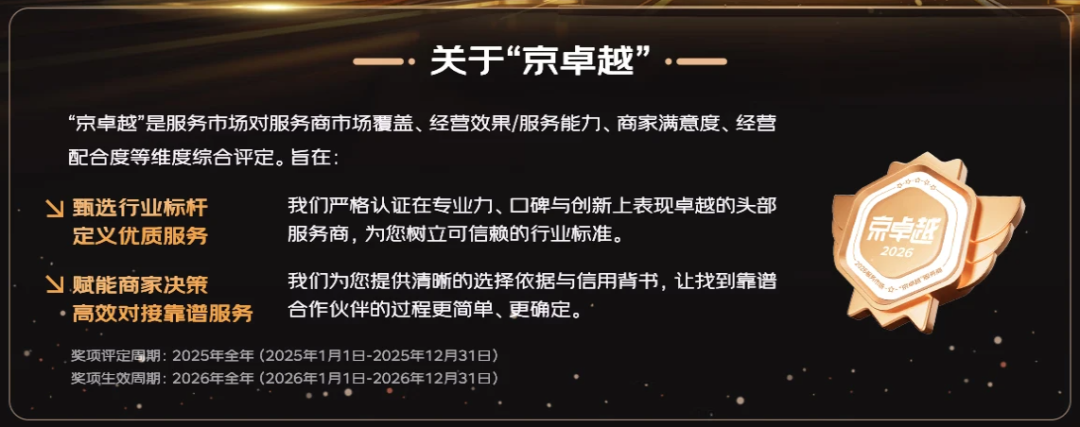 关于“京卓越”
“京卓越”是服务市场对服务商市场覆盖、经营效果/服务能力、商家满意度、经营
配合度等维度综合评定。旨在：
甄选行业标杆
定义优质服务
我们严格认证在专业力、口碑与创新上表现卓越的头部
服务商，为您树立可信赖的行业标准。
赋能商家决策
高效对接靠谱服务
我们为您提供清晰的选择依据与信用背书，让找到靠谱
合作伙伴的过程更简单、更确定。
奖项评定周期：2025年全年（2025年1月1日-2025年12月31日）
奖项生效周期：2026年全年（2026年1月1日-2026年12月31日）
京卓越
2026